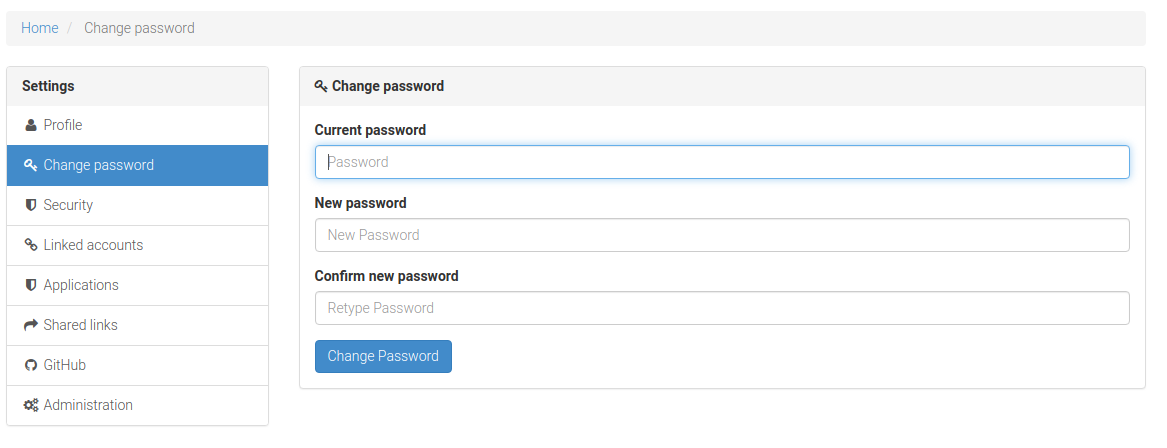 Home / Change password
Settings
Profile
Change password
Security
Linked accounts
Applications
Shared links
GitHub
Administration
Change password
Current password
Password
New password
New Password
Confirm new password
Retype Password
Change Password